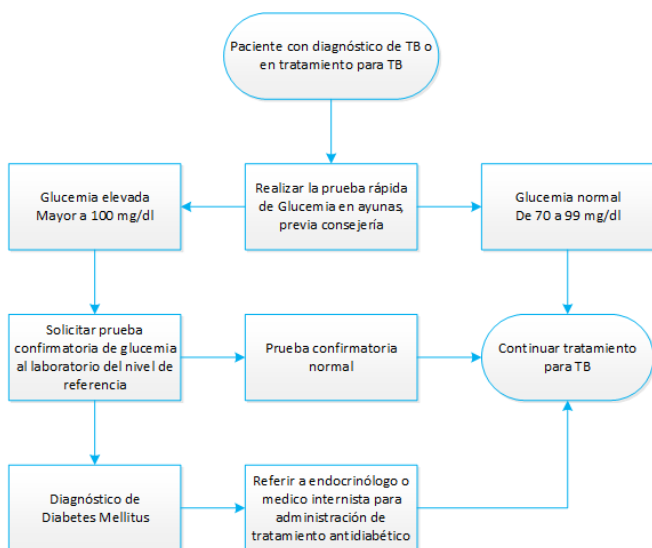 Paciente con diagnóstico de TB o
en tratamiento para TB
Glucemia elevada
Mayor a 100 mg/dl
Realizar la prueba rápida
de Glucemia en ayunas,
previa consejería
Glucemia normal
De 70 a 99 mg/dl
Solicitar prueba
confirmatoria de glucemia
al laboratorio del nivel de
referencia
Prueba confirmatoria
normal
Continuar tratamiento
para TB
Diagnóstico de
Diabetes Mellitus
Referir a endocrinólogo o
medico internista para
administración de
tratamiento antidiabético